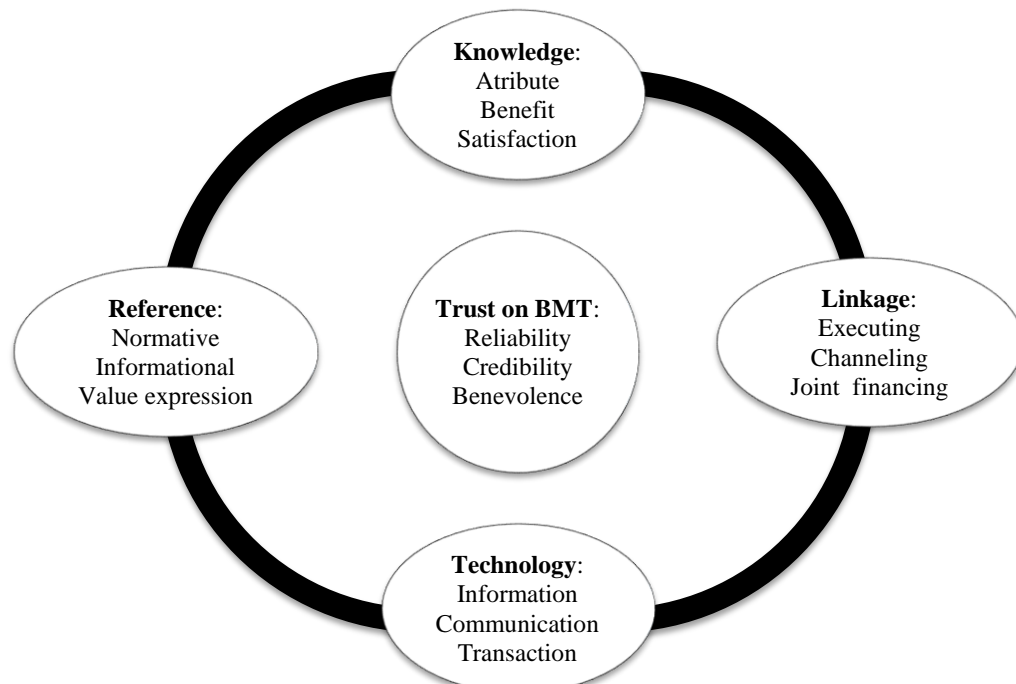 Knowledge:
Atribute
Benefit
Satisfaction
Reference:
Normative
Informational
Value expression
Trust on BMT:
Reliability
Credibility
Benevolence
Linkage:
Executing
Channeling
Joint financing
Technology:
Information
Communication
Transaction